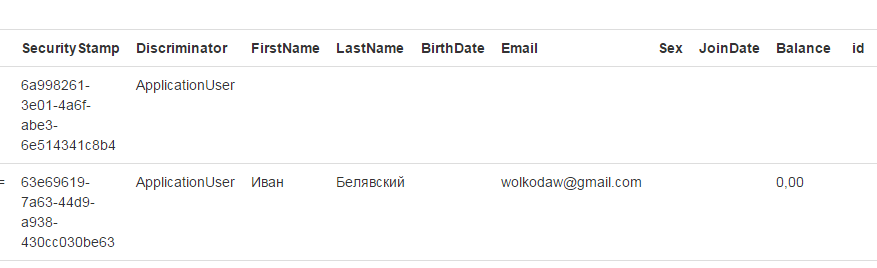 SecurityStamp Discriminator FirstName LastName BirthDate Email Sex JoinDate Balance id
6a998261- ApplicationUser
3e01-4a6f-
abe3-
6e514341c8b4
= 63e69619- ApplicationUser Иван Белявский wolkodaw@gmail.com 0,00
7a63-44d9-
a938-
430cc030be63